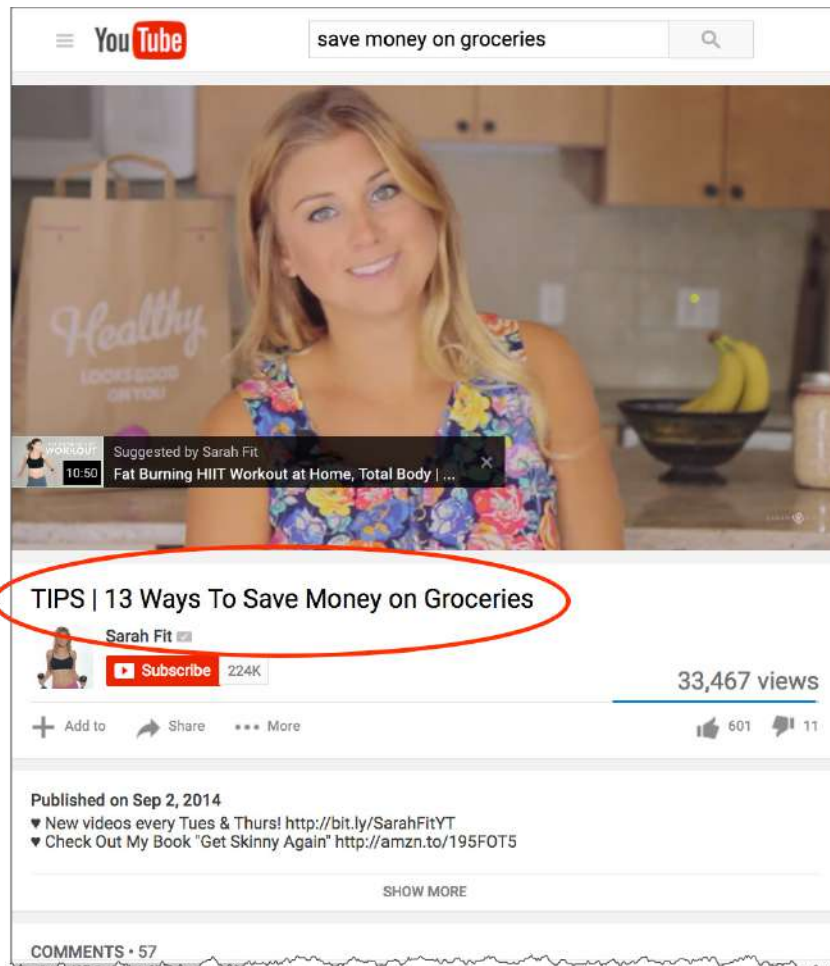 YouTube
save money on groceries
Healthy
LOOKS GOOD
ON YOU
WORKOUT
10:50
Suggested by Sarah Fit
Fat Burning HIIT Workout at Home, Total Body | ...
TIPS | 13 Ways To Save Money on Groceries
Sarah Fit
Subscribe 224K
33,467 views
Add to Share More
601 11
Published on Sep 2, 2014
♥ New videos every Tues & Thurs! http://bit.ly/SarahFitYT
♥ Check Out My Book "Get Skinny Again" http://amzn.to/195FOT5
SHOW MORE
COMMENTS • 57